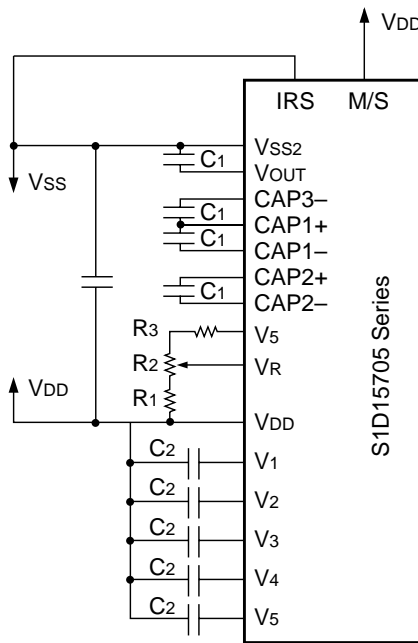 VDD
IRS M/S
VSS2
C1
VOUT
VSS
CAP3–
C1
CAP1+
C1
CAP1–
CAP2+
C1
CAP2–
R3
V5
R2
VR
VDD
R1
VDD
C2
V1
C2
V2
C2
V3
C2
V4
C2
V5
S1D15705 Series